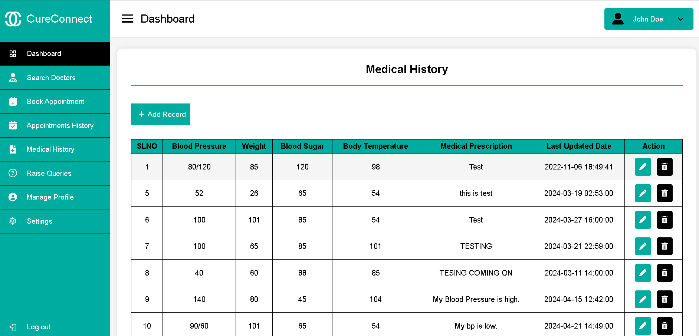 CureConnect
Dashboard
John Doe
Dashboard
Search Doctors
Book Appointment
Appointments History
Medical History
Raise Queries
Manage Profile
Settings
Log out
Medical History
+ Add Record
SLNO Blood Pressure Weight Blood Sugar Body Temperature Medical Prescription Last Updated Date Action
1 80/120 85 120 98 Test 2022-11-06 18:49:41
5 52 26 65 54 this is test 2024-03-19 02:53:00
6 100 101 95 54 Test 2024-03-27 16:00:00
7 100 65 85 101 TESTING 2024-03-21 22:59:00
8 40 60 98 65 TESING COMING ON 2024-03-11 14:00:00
9 140 80 45 104 My Blood Pressure is high. 2024-04-15 12:42:00
10 90/60 101 65 54 My bp is low. 2024-04-21 14:49:00